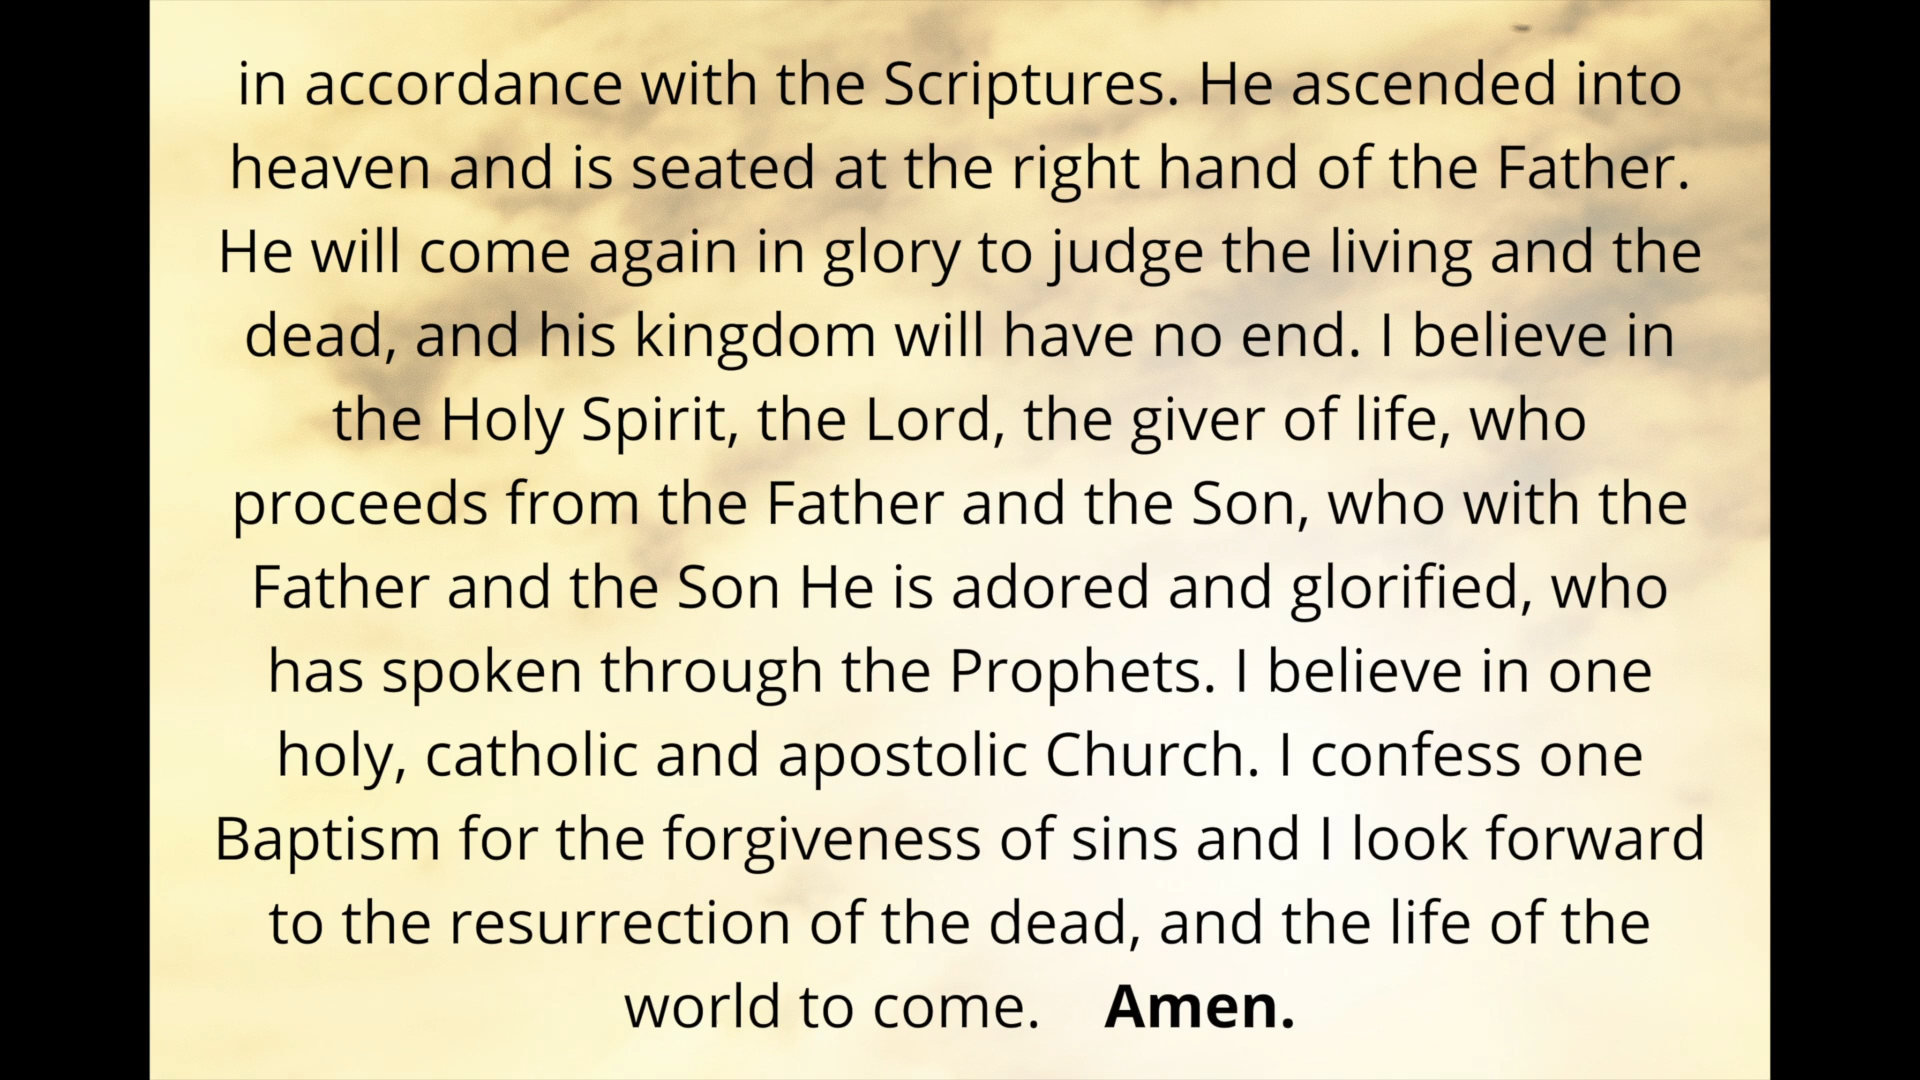 in accordance with the Scriptures. He ascended into
heaven and is seated at the right hand of the Father.
He will come again in glory to judge the living and the
dead, and his kingdom will have no end. I believe in
the Holy Spirit, the Lord, the giver of life, who
proceeds from the Father and the Son, who with the
Father and the Son He is adored and glorified, who
has spoken through the Prophets. I believe in one
holy, catholic and apostolic Church. I confess one
Baptism for the forgiveness of sins and I look forward
to the resurrection of the dead, and the life of the
world to come. Amen.